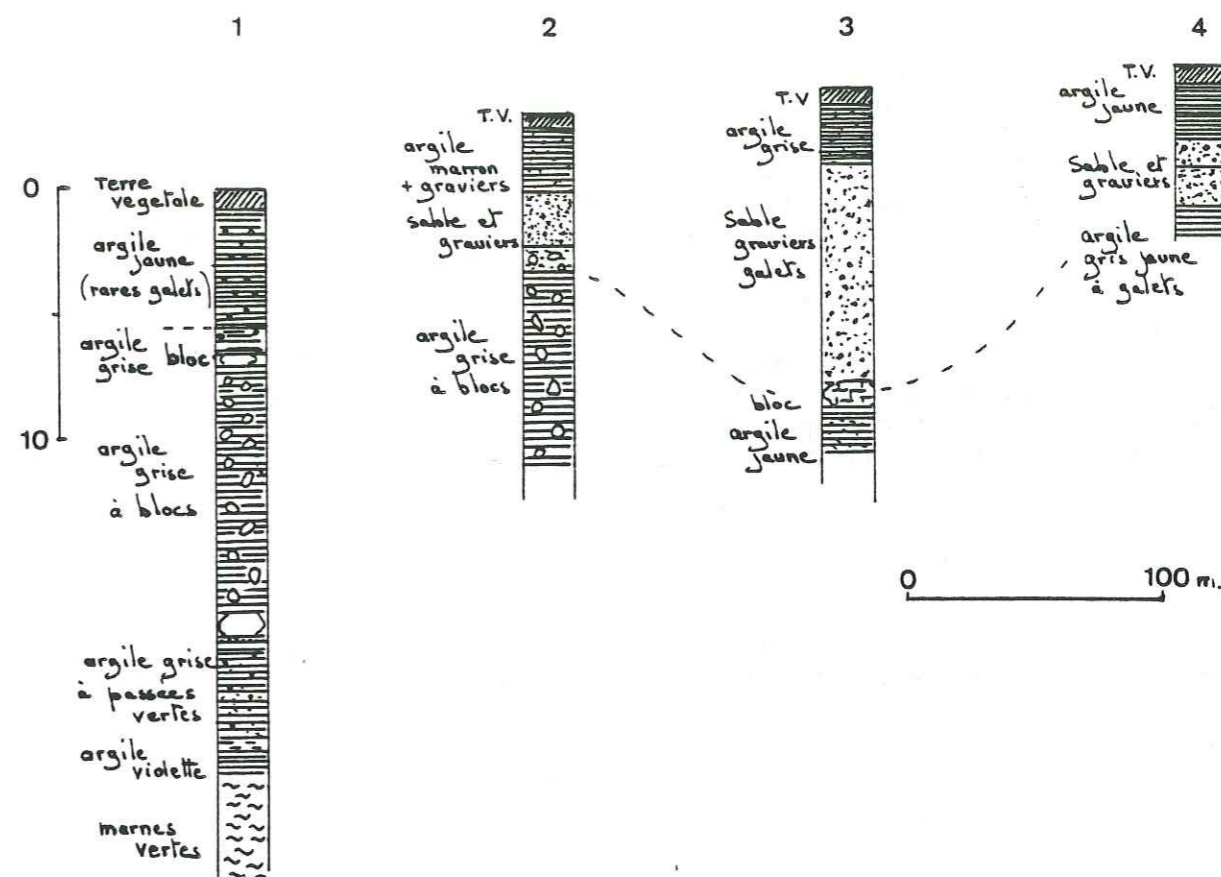 1
2
3
4
0
10
Terre
vegetale
argile
jaune
(rares galets)
argile
grise
bloc
argile
grise
à blocs
argile grise
à passées
vertes
argile
violette
marnes
vertes
T.V.
argile
marron
+ graviers
sable et
graviers
argile
grise
à blocs
T.V
argile
grise
Sable
graviers
galets
bloc
argile
jaune
T.V.
argile
jaune
Sable et
graviers
argile
gris jaune
à galets
0
100 m.